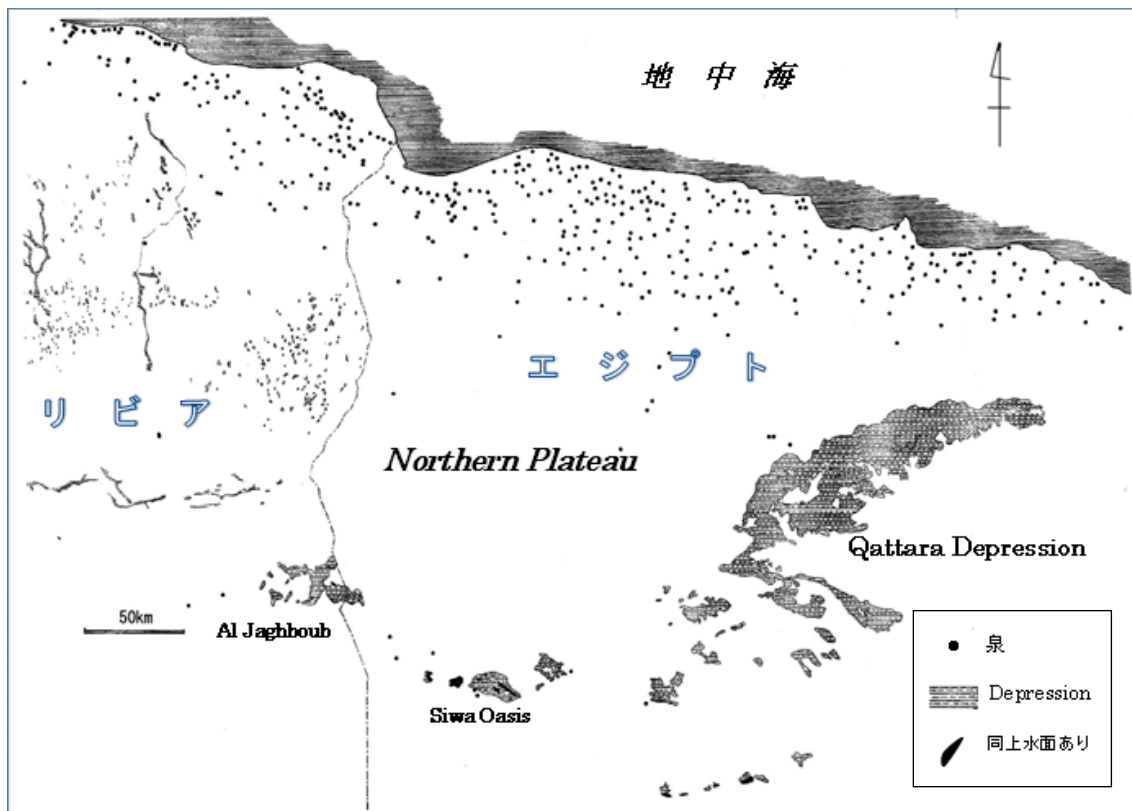 地 中 海
エ ジ プ ト
リ ビ ア
Northern Plateau
Qattara Depression
50km
Al Jaghboub
Siwa Oasis
泉
Depression
同上水面あり